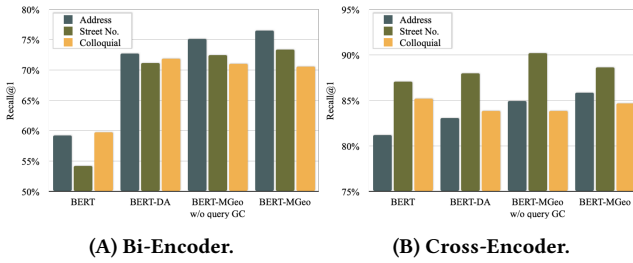 80%
75%
70%
65%
60%
55%
50%
Recall@1
Address
Street No.
Colloquial
BERT
BERT-DA
BERT-MGeo
w/o query GC
BERT-MGeo
(A) Bi-Encoder.
95%
90%
85%
80%
75%
Recall@1
Address
Street No.
Colloquial
BERT
BERT-DA
BERT-MGeo
w/o query GC
BERT-MGeo
(B) Cross-Encoder.